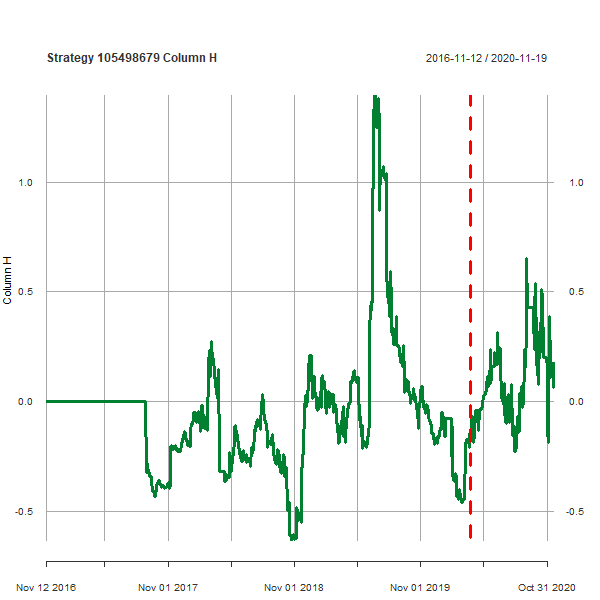 Strategy 105498679 Column H
2016-11-12 / 2020-11-19
1.0
1.0
0.5
0.5
Column H
0.0
0.0
-0.5
-0.5
Nov 12 2016
Nov 01 2017
Nov 01 2018
Nov 01 2019
Oct 31 2020